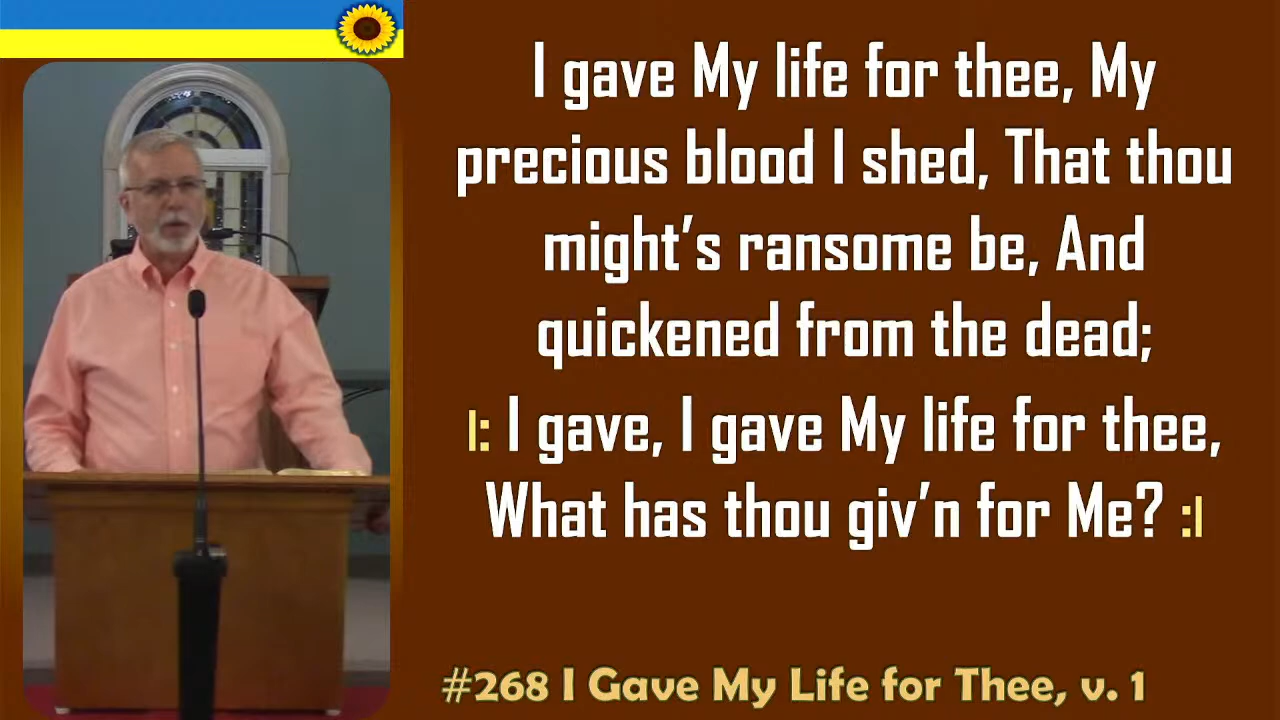 I gave My life for thee, My
precious blood I shed, That thou
might’s ransome be, And
quickened from the dead;
|: I gave, I gave My life for thee,
What has thou giv’n for Me? :|
#268 I Gave My Life for Thee, v. 1